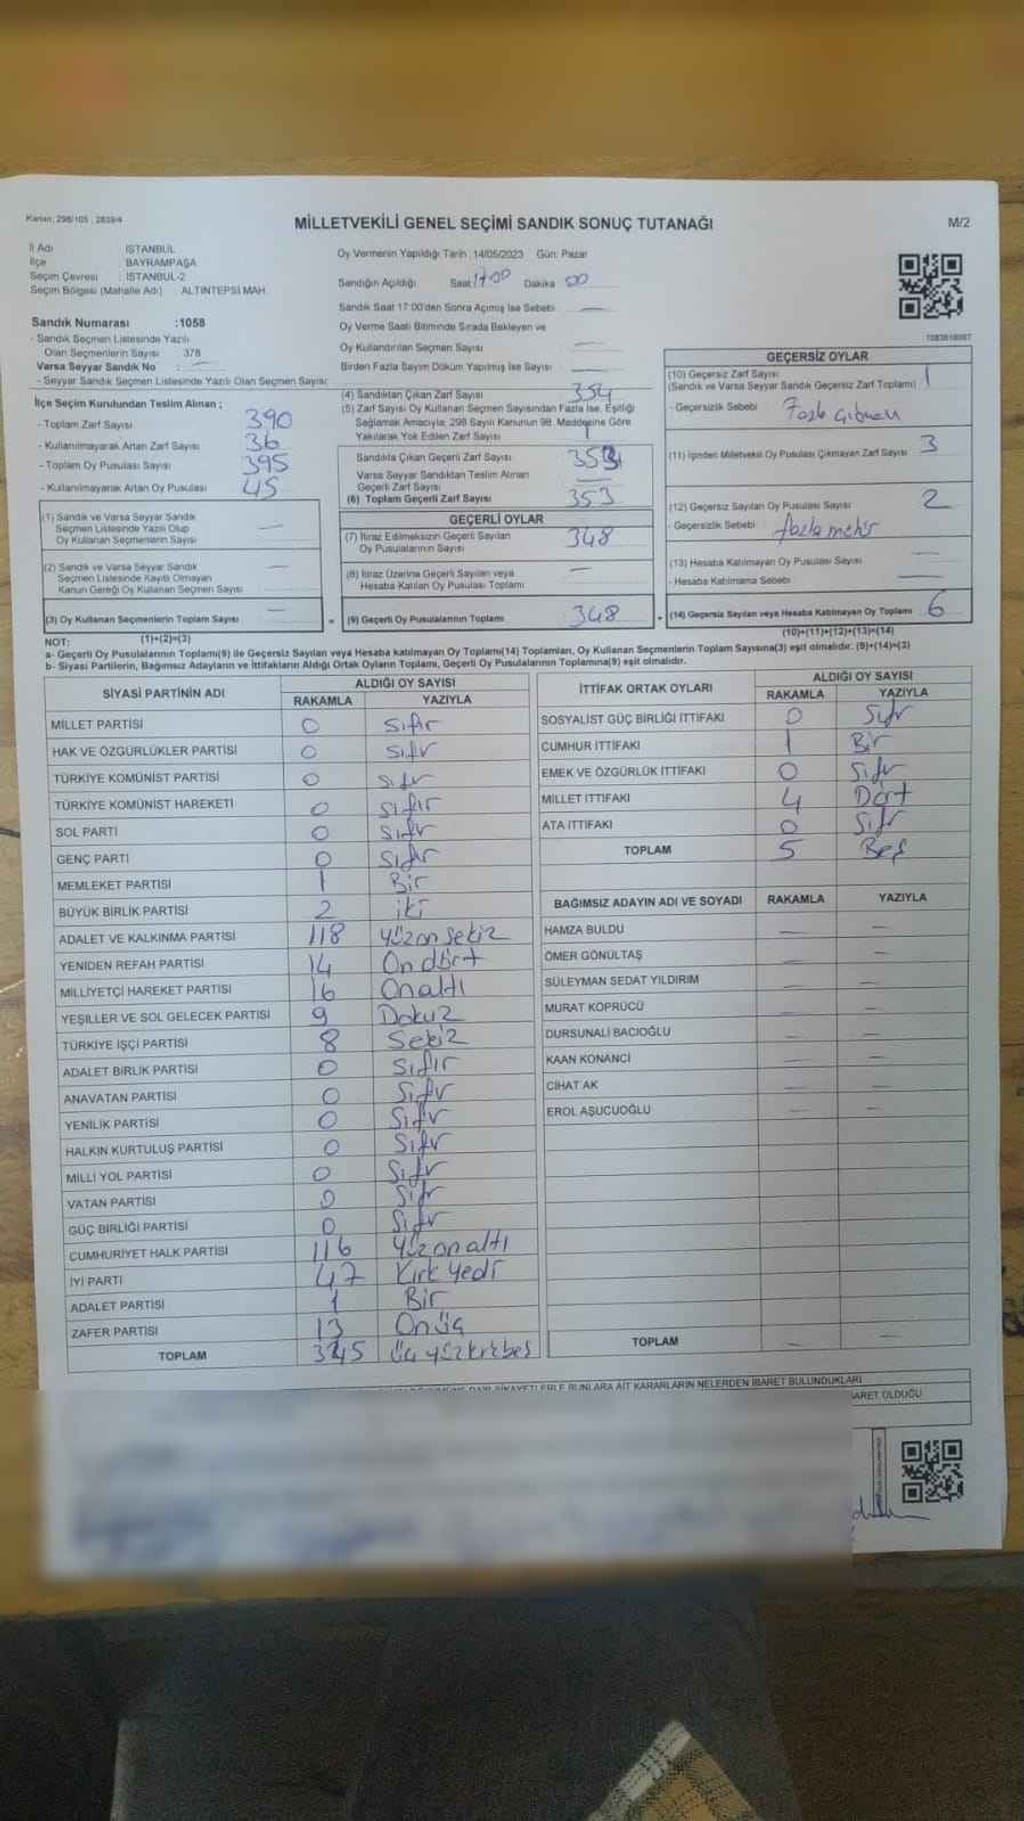 Kanun: 298/105 , 2839/4
MİLLETVEKİLİ GENEL SEÇİMİ SANDIK SONUÇ TUTANAĞI
M/2
İl Adı İSTANBUL
İlçe BAYRAMPAŞA
Seçim Çevresi : İSTANBUL-2
Seçim Bölgesi (Mahalle Adı) : ALTINTEPSİ MAH.
Sandık Numarası :1058
- Sandık Seçmen Listesinde Yazılı
Olan Seçmenlerin Sayısı 378
Varsa Seyyar Sandık No : —
- Seyyar Sandık Seçmen Listesinde Yazılı Olan Seçmen Sayısı:
İlçe Seçim Kurulundan Teslim Alınan ;
- Toplam Zarf Sayısı 390
- Kullanılmayarak Artan Zarf Sayısı 36
- Toplam Oy Pusulası Sayısı 395
- Kullanılmayarak Artan Oy Pusulası 45
(1) Sandık ve Varsa Seyyar Sandık
Seçmen Listesinde Yazılı Olup
Oy Kullanan Seçmenlerin Sayısı —
(2) Sandık ve Varsa Seyyar Sandık
Seçmen Listesinde Kayıtlı Olmayan
Kanun Gereği Oy Kullanan Seçmen Sayısı —
(3) Oy Kullanan Seçmenlerin Toplam Sayısı —
(1)+(2)=(3)
Oy Vermenin Yapıldığı Tarih : 14/05/2023 Gün: Pazar
Sandığın Açıldığı Saat 17:00 Dakika 00
Sandık Saat 17:00'den Sonra Açılmış İse Sebebi —
Oy Verme Saati Bitiminde Sırada Bekleyen ve
Oy Kullandırılan Seçmen Sayısı —
Birden Fazla Sayım Döküm Yapılmış İse Sayısı —
(4) Sandıktan Çıkan Zarf Sayısı 354
(5) Zarf Sayısı Oy Kullanan Seçmen Sayısından Fazla İse, Eşitliği
Sağlamak Amacıyla; 298 Sayılı Kanunun 98. Maddesine Göre
Yakılarak Yok Edilen Zarf Sayısı 1
Sandıkta Çıkan Geçerli Zarf Sayısı 353
Varsa Seyyar Sandıktan Teslim Alınan
Geçerli Zarf Sayısı —
(6) Toplam Geçerli Zarf Sayısı 353
GEÇERLİ OYLAR
(7) İtiraz Edilmeksizin Geçerli Sayılan
Oy Pusulalarının Sayısı 348
(8) İtiraz Üzerine Geçerli Sayılan veya
Hesaba Katılan Oy Pusulası Toplamı —
= (9) Geçerli Oy Pusulalarının Toplamı 348
GEÇERSİZ OYLAR
(10) Geçersiz Zarf Sayısı 1
(Sandık ve Varsa Seyyar Sandık Geçersiz Zarf Toplamı)
- Geçersizlik Sebebi Fazla çıkması
(11) İçinden Milletvekili Oy Pusulası Çıkmayan Zarf Sayısı 3
(12) Geçersiz Sayılan Oy Pusulası Sayısı 2
- Geçersizlik Sebebi fazla mühür
(13) Hesaba Katılmayan Oy Pusulası Sayısı —
- Hesaba Katılmama Sebebi —
+ (14) Geçersiz Sayılan veya Hesaba Katılmayan Oy Toplamı 6
(10)+(11)+(12)+(13)=(14)
NOT:
a- Geçerli Oy Pusulalarının Toplamı(9) ile Geçersiz Sayılan veya Hesaba katılmayan Oy Toplamı(14) Toplamları, Oy Kullanan Seçmenlerin Toplam Sayısına(3) eşit olmalıdır. (9)+(14)=(3)
b- Siyasi Partilerin, Bağımsız Adayların ve İttifakların Aldığı Ortak Oyların Toplamı, Geçerli Oy Pusulalarının Toplamına(9) eşit olmalıdır.
SİYASİ PARTİNİN ADI ALDIĞI OY SAYISI
RAKAMLA YAZIYLA
MİLLET PARTİSİ 0 Sıfır
HAK VE ÖZGÜRLÜKLER PARTİSİ 0 Sıfır
TÜRKİYE KOMÜNİST PARTİSİ 0 Sıfır
TÜRKİYE KOMÜNİST HAREKETİ 0 Sıfır
SOL PARTİ 0 Sıfır
GENÇ PARTİ 0 Sıfır
MEMLEKET PARTİSİ 1 Bir
BÜYÜK BİRLİK PARTİSİ 2 iki
ADALET VE KALKINMA PARTİSİ 118 Yüzon sekiz
YENİDEN REFAH PARTİSİ 14 On dört
MİLLİYETÇİ HAREKET PARTİSİ 16 Onaltı
YEŞİLLER VE SOL GELECEK PARTİSİ 9 Dokuz
TÜRKİYE İŞÇİ PARTİSİ 8 Sekiz
ADALET BİRLİK PARTİSİ 0 Sıfır
ANAVATAN PARTİSİ 0 Sıfır
YENİLİK PARTİSİ 0 Sıfır
HALKIN KURTULUŞ PARTİSİ 0 Sıfır
MİLLİ YOL PARTİSİ 0 Sıfır
VATAN PARTİSİ 0 Sıfır
GÜÇ BİRLİĞİ PARTİSİ 0 Sıfır
CUMHURİYET HALK PARTİSİ 116 Yüzonaltı
İYİ PARTİ 47 Kırk yedi
ADALET PARTİSİ 1 Bir
ZAFER PARTİSİ 13 Onüç
TOPLAM 345
İTTİFAK ORTAK OYLARI ALDIĞI OY SAYISI
RAKAMLA YAZIYLA
SOSYALİST GÜÇ BİRLİĞİ İTTİFAKI 0 Sıfır
CUMHUR İTTİFAKI 1 Bir
EMEK VE ÖZGÜRLÜK İTTİFAKI 0 Sıfır
MİLLET İTTİFAKI 4 Dört
ATA İTTİFAKI 0 Sıfır
TOPLAM 5 Beş
BAĞIMSIZ ADAYIN ADI VE SOYADI RAKAMLA YAZIYLA
HAMZA BULDU — —
ÖMER GÖNÜLTAŞ — —
SÜLEYMAN SEDAT YILDIRIM — —
MURAT KÖPRÜCÜ — —
DURSUNALİ BACIOĞLU — —
KAAN KONANCİ — —
CİHAT AK — —
EROL AŞUCUOĞLU — —
TOPLAM — —
KARARLARIN NELERDEN İBARET BULUNDUKLARI
OLDUĞU